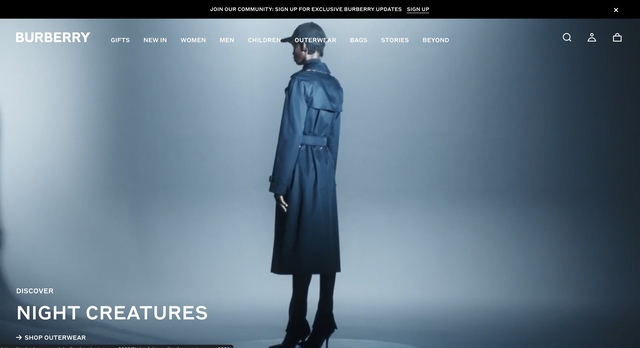 JOIN OUR COMMUNITY: SIGN UP FOR EXCLUSIVE BURBERRY UPDATES SIGN UP
BURBERRY GIFTS NEW IN WOMEN MEN CHILDREN OUTERWEAR BAGS STORIES BEYOND
DISCOVER
NIGHT CREATURES
SHOP OUTERWEAR